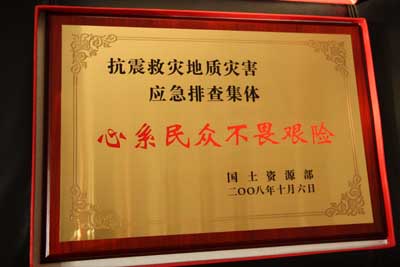 抗震救灾地质灾害
应急排查集体
心系民众不畏艰险
国土资源部
二〇〇八年十月六日